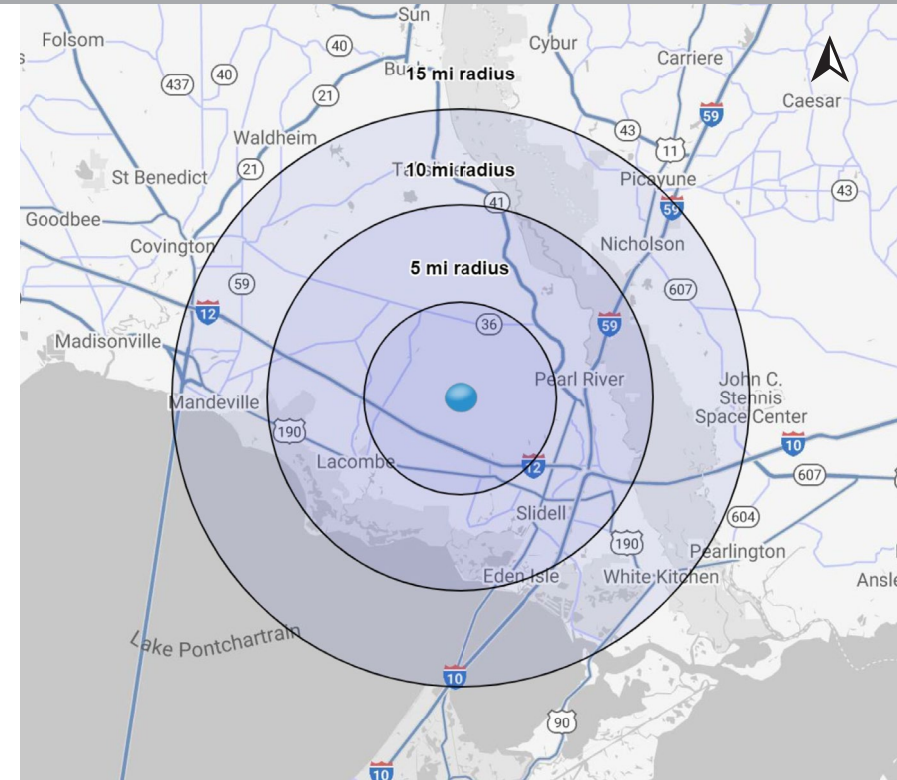 Sun
Folsom
40
Cybur
Carriere
Bu
15 mi radius
437
40
21
59
Caesar
43
11
Waldheim
21
St Benedict
10 mi radius
Picayune
43
41
59
Goodbee
Covington
Nicholson
5 mi radius
59
607
12
36
59
Madisonville
Pearl River
John C.
Stennis
Space Center
Mandeville
190
10
Lacombe
12
607
Slidell
604
190
Pearlington
Eden Isle
White Kitchen
Lake Pontchartrain
10
90
10